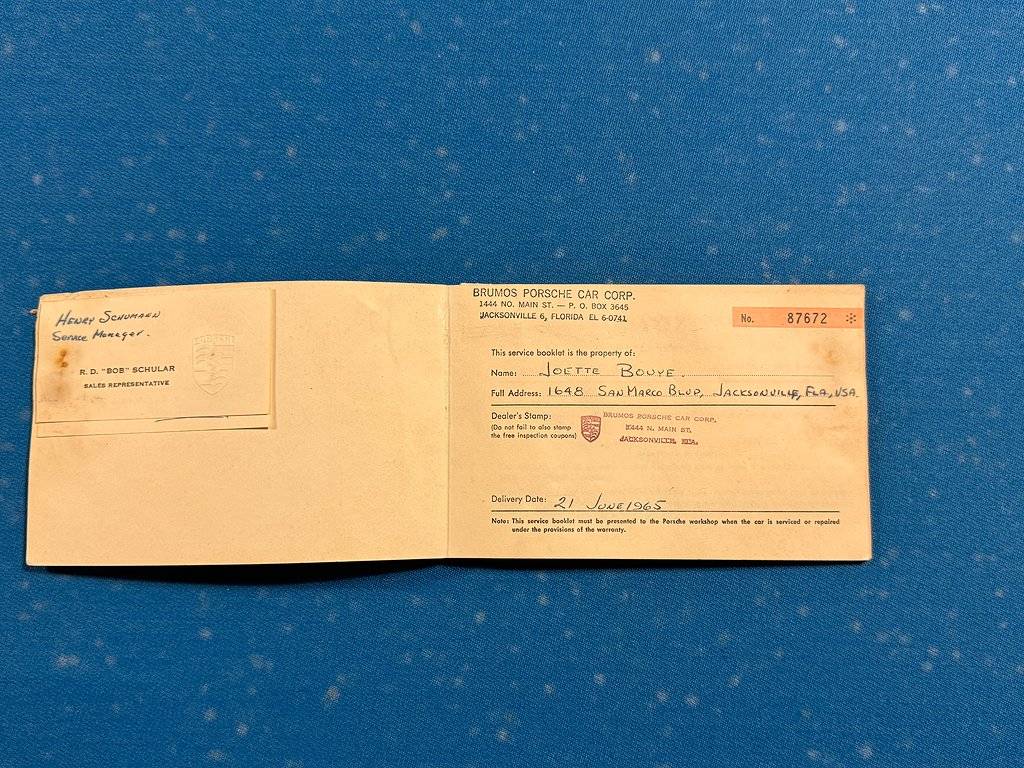 HENRY SCHUMANN
Service Manager.
R. D. "BOB" SCHULAR
SALES REPRESENTATIVE
BRUMOS PORSCHE CAR CORP.
1444 NO. MAIN ST. — P. O. BOX 3645
JACKSONVILLE 6, FLORIDA EL 6-0741
No. 87672 ✻
This service booklet is the property of:
Name: JOETTE BOUYE.
Full Address: 1648 SAN MARCO BLVD, JACKSONVILLE, FLA, USA.
Dealer's Stamp:
(Do not fail to also stamp
the free inspection coupons)
BRUMOS PORSCHE CAR CORP.
1444 N. MAIN ST.
JACKSONVILLE, FLA.
Delivery Date: 21 JUNE 1965
Note: This service booklet must be presented to the Porsche workshop when the car is serviced or repaired
under the provisions of the warranty.